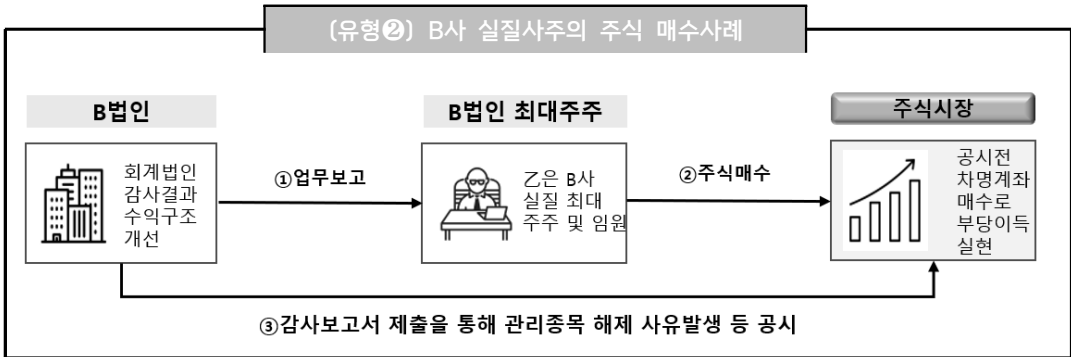 (유형❷) B사 실질사주의 주식 매수사례
B법인
회계법인
감사결과
수익구조
개선
①업무보고
B법인 최대주주
乙은 B사
실질 최대
주주 및 임원
②주식매수
주식시장
공시전
차명계좌
매수로
부당이득
실현
③감사보고서 제출을 통해 관리종목 해제 사유발생 등 공시